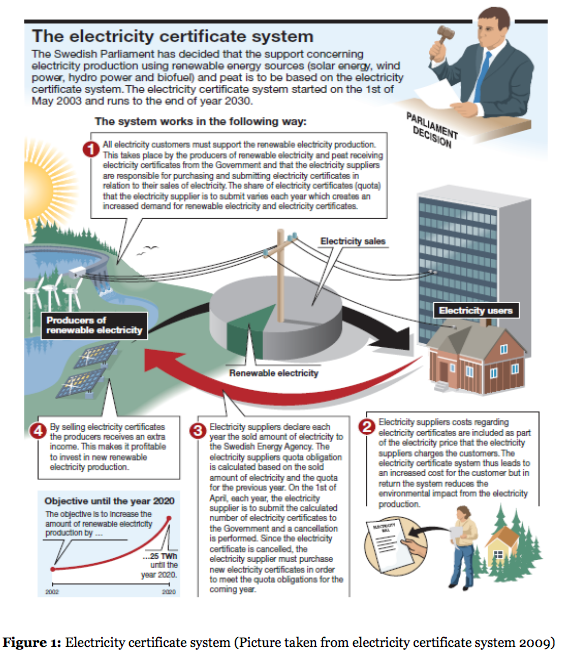 The electricity certificate system
The Swedish Parliament has decided that the support concerning
electricity production using renewable energy sources (solar energy, wind
power, hydro power and biofuel) and peat is to be based on the electricity
certificate system. The electricity certificate system started on the 1st of
May 2003 and runs to the end of year 2030.
PARLIAMENT
DECISION
The system works in the following way:
1
All electricity customers must support the renewable electricity production.
This takes place by the producers of renewable electricity and peat receiving
electricity certificates from the Government and that the electricity suppliers
are responsible for purchasing and submitting electricity certificates in
relation to their sales of electricity. The share of electricity certificates (quota)
that the electricity supplier is to submit varies each year which creates an
increased demand for renewable electricity and electricity certificates.
Electricity sales
Producers of
renewable electricity
Electricity users
Renewable electricity
4
By selling electricity certificates
the producers receives an extra
income. This makes it profitable
to invest in new renewable
electricity production.
3
Electricity suppliers declare each
year the sold amount of electricity to
the Swedish Energy Agency. The
electricity suppliers quota obligation
is calculated based on the sold
amount of electricity and the quota
for the previous year. On the 1st of
April, each year, the electricity
supplier is to submit the calculated
number of electricity certificates to
the Government and a cancellation
is performed. Since the electricity
certificate is cancelled, the
electricity supplier must purchase
new electricity certificates in order
to meet the quota obligations for the
coming year.
2
Electricity suppliers costs regarding
electricity certificates are included as part
of the electricity price that the electricity
suppliers charges the customers. The
electricity certificate system thus leads to
an increased cost for the customer but in
return the system reduces the
environmental impact from the electricity
production.
Objective until the year 2020
The objective is to increase the
amount of renewable electricity
production by ...
...25 TWh
until the
year 2020.
2002
2020
ELECTRICITY
BILL
Figure 1: Electricity certificate system (Picture taken from electricity certificate system 2009)